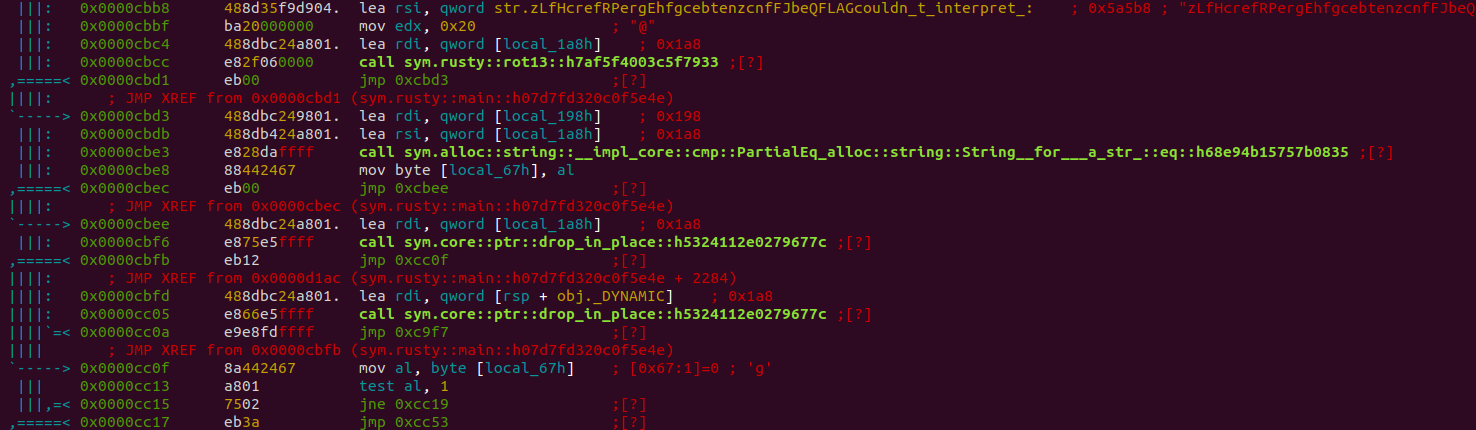 |||: 0x0000cbb8 488d35f9d904. lea rsi, qword str.zLfHcrefRPergEhfgcebtenzcnfFJbeQFLAGcouldn_t_interpret_: ; 0x5a5b8 ; "zLfHcrefRPergEhfgcebtenzcnfFJbeQ
|||: 0x0000cbbf ba20000000 mov edx, 0x20 ; "@"
|||: 0x0000cbc4 488dbc24a801. lea rdi, qword [local_1a8h] ; 0x1a8
|||: 0x0000cbcc e82f060000 call sym.rusty::rot13::h7af5f4003c5f7933 ;[?]
,=====< 0x0000cbd1 eb00 jmp 0xcbd3 ;[?]
||||: ; JMP XREF from 0x0000cbd1 (sym.rusty::main::h07d7fd320c0f5e4e)
`-----> 0x0000cbd3 488dbc249801. lea rdi, qword [local_198h] ; 0x198
|||: 0x0000cbdb 488db424a801. lea rsi, qword [local_1a8h] ; 0x1a8
|||: 0x0000cbe3 e828daffff call sym.alloc::string::__impl_core::cmp::PartialEq_alloc::string::String__for___a_str_::eq::h68e94b15757b0835 ;[?]
|||: 0x0000cbe8 88442467 mov byte [local_67h], al
,=====< 0x0000cbec eb00 jmp 0xcbee ;[?]
||||: ; JMP XREF from 0x0000cbec (sym.rusty::main::h07d7fd320c0f5e4e)
`-----> 0x0000cbee 488dbc24a801. lea rdi, qword [local_1a8h] ; 0x1a8
|||: 0x0000cbf6 e875e5ffff call sym.core::ptr::drop_in_place::h5324112e0279677c ;[?]
,=====< 0x0000cbfb eb12 jmp 0xcc0f ;[?]
||||: ; JMP XREF from 0x0000d1ac (sym.rusty::main::h07d7fd320c0f5e4e + 2284)
||||: 0x0000cbfd 488dbc24a801. lea rdi, qword [rsp + obj._DYNAMIC] ; 0x1a8
||||: 0x0000cc05 e866e5ffff call sym.core::ptr::drop_in_place::h5324112e0279677c ;[?]
||||`=< 0x0000cc0a e9e8fdffff jmp 0xc9f7 ;[?]
|||| ; JMP XREF from 0x0000cbfb (sym.rusty::main::h07d7fd320c0f5e4e)
`-----> 0x0000cc0f 8a442467 mov al, byte [local_67h] ; [0x67:1]=0 ; 'g'
||| 0x0000cc13 a801 test al, 1
|||,=< 0x0000cc15 7502 jne 0xcc19 ;[?]
,=====< 0x0000cc17 eb3a jmp 0xcc53 ;[?]